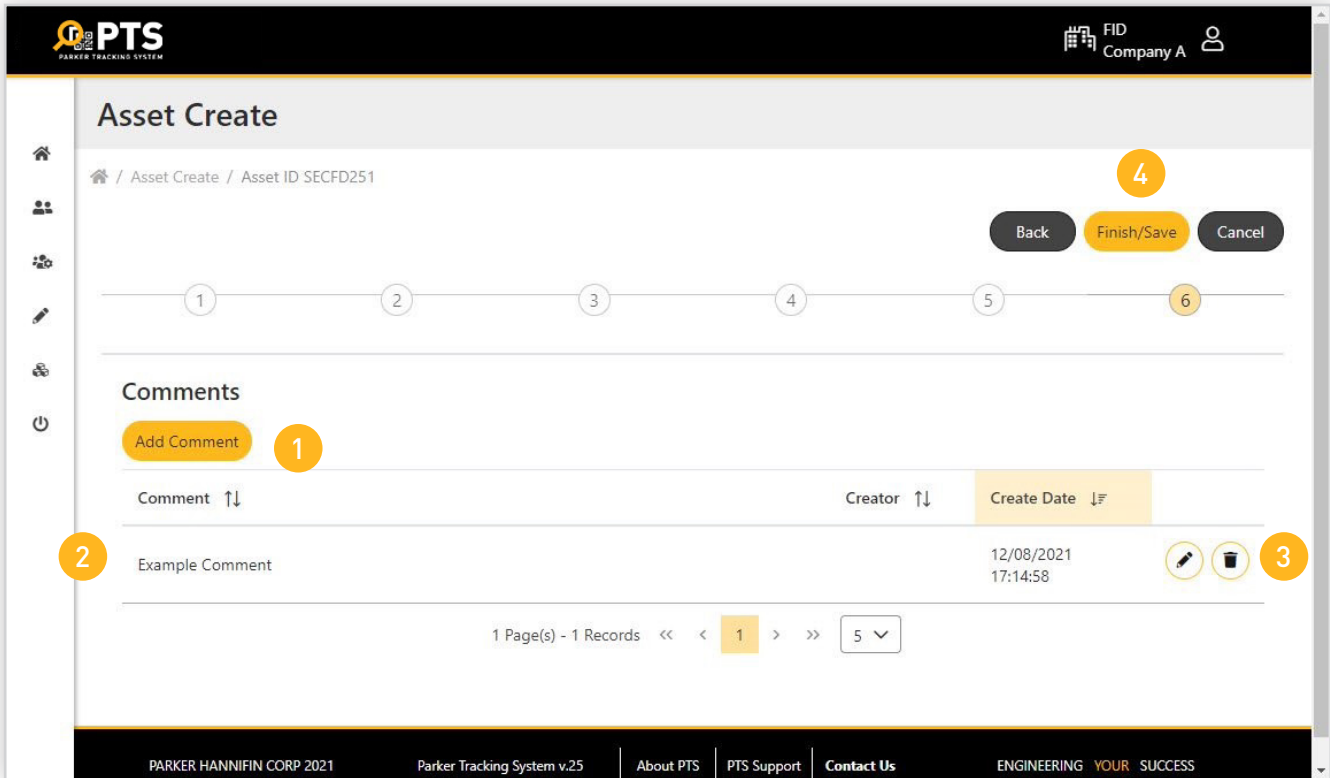 PTS
PARKER TRACKING SYSTEM
FID
Company A
Asset Create
/ Asset Create / Asset ID SECFD251
4
Back Finish/Save Cancel
1 2 3 4 5 6
Comments
Add Comment 1
Comment Creator Create Date
2 Example Comment 12/08/2021 3
17:14:58
1 Page(s) - 1 Records << < 1 > >> 5
PARKER HANNIFIN CORP 2021 Parker Tracking System v.25 About PTS PTS Support Contact Us ENGINEERING YOUR SUCCESS